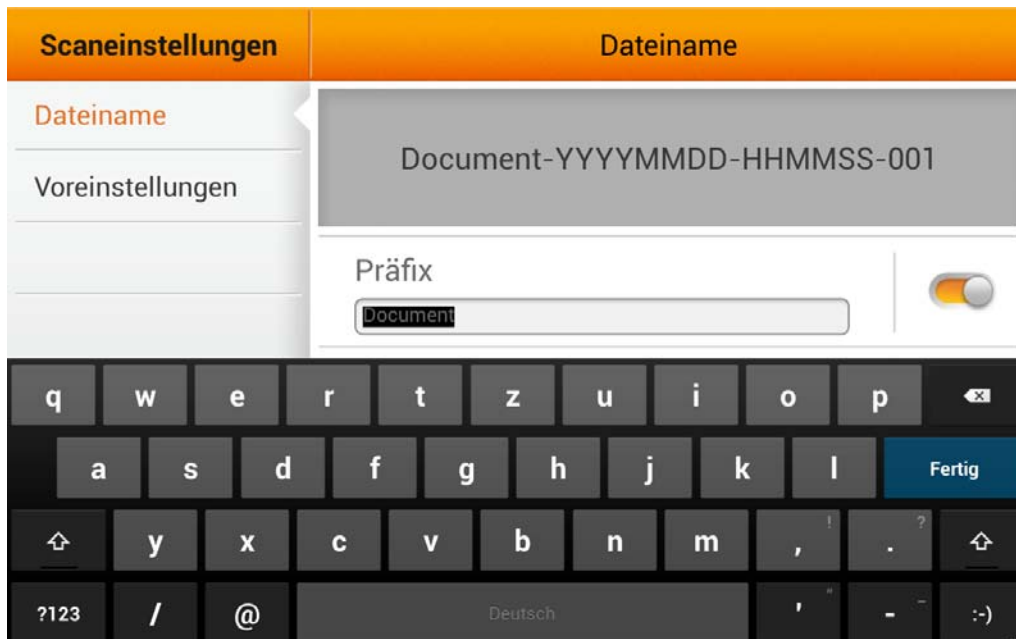 Scaneinstellungen
Dateiname
Dateiname
Voreinstellungen
Document-YYYYMMDD-HHMMSS-001
Präfix
Document
q w e r t z u i o p
a s d f g h j k l Fertig
y x c v b n m , ! . ?
?123 / @ Deutsch ' " - _ :-)